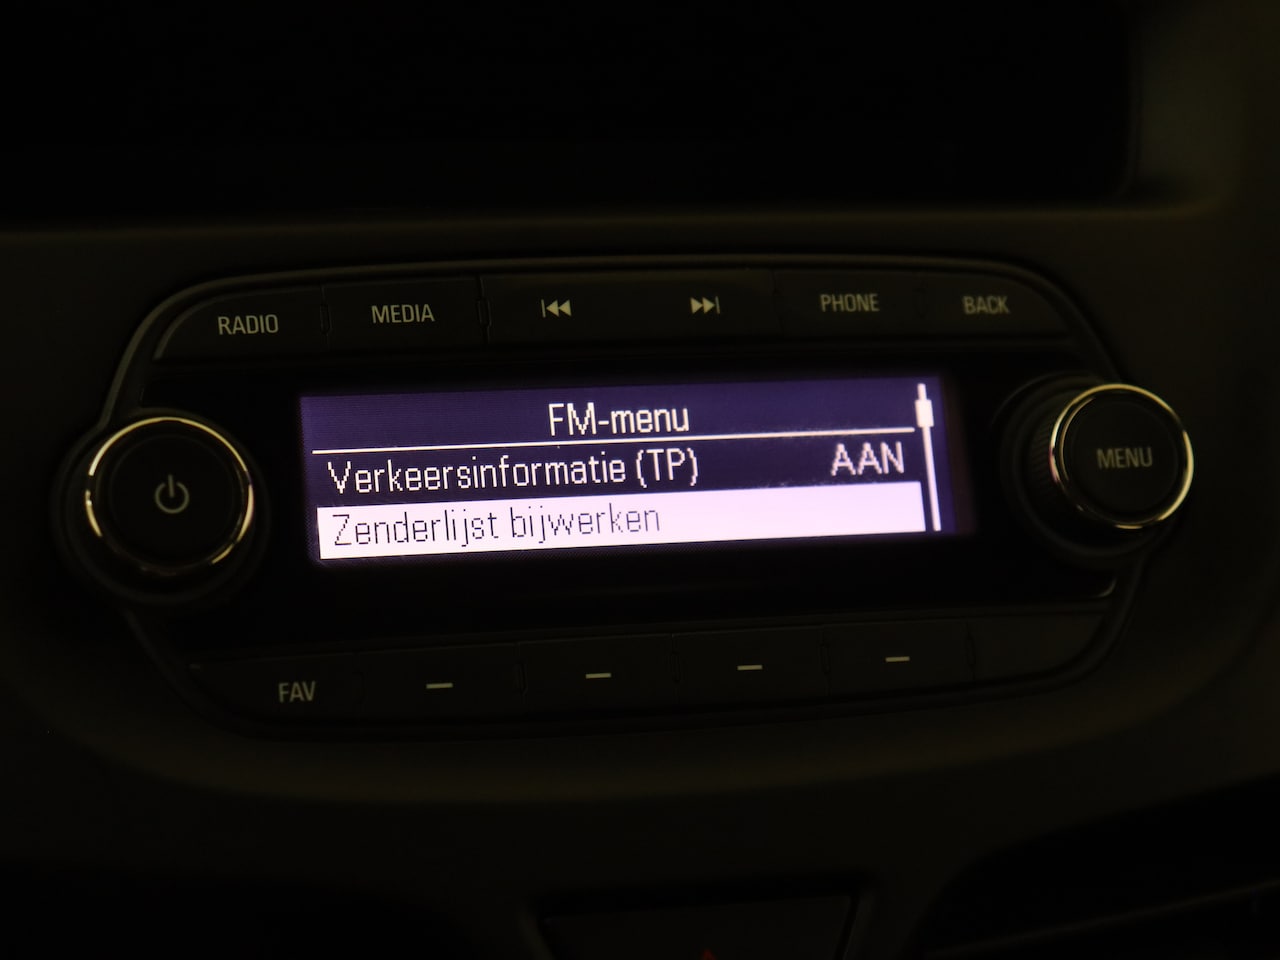 RADIO MEDIA PHONE BACK
FM-menu
Verkeersinformatie (TP) AAN
Zenderlijst bijwerken
MENU
FAV